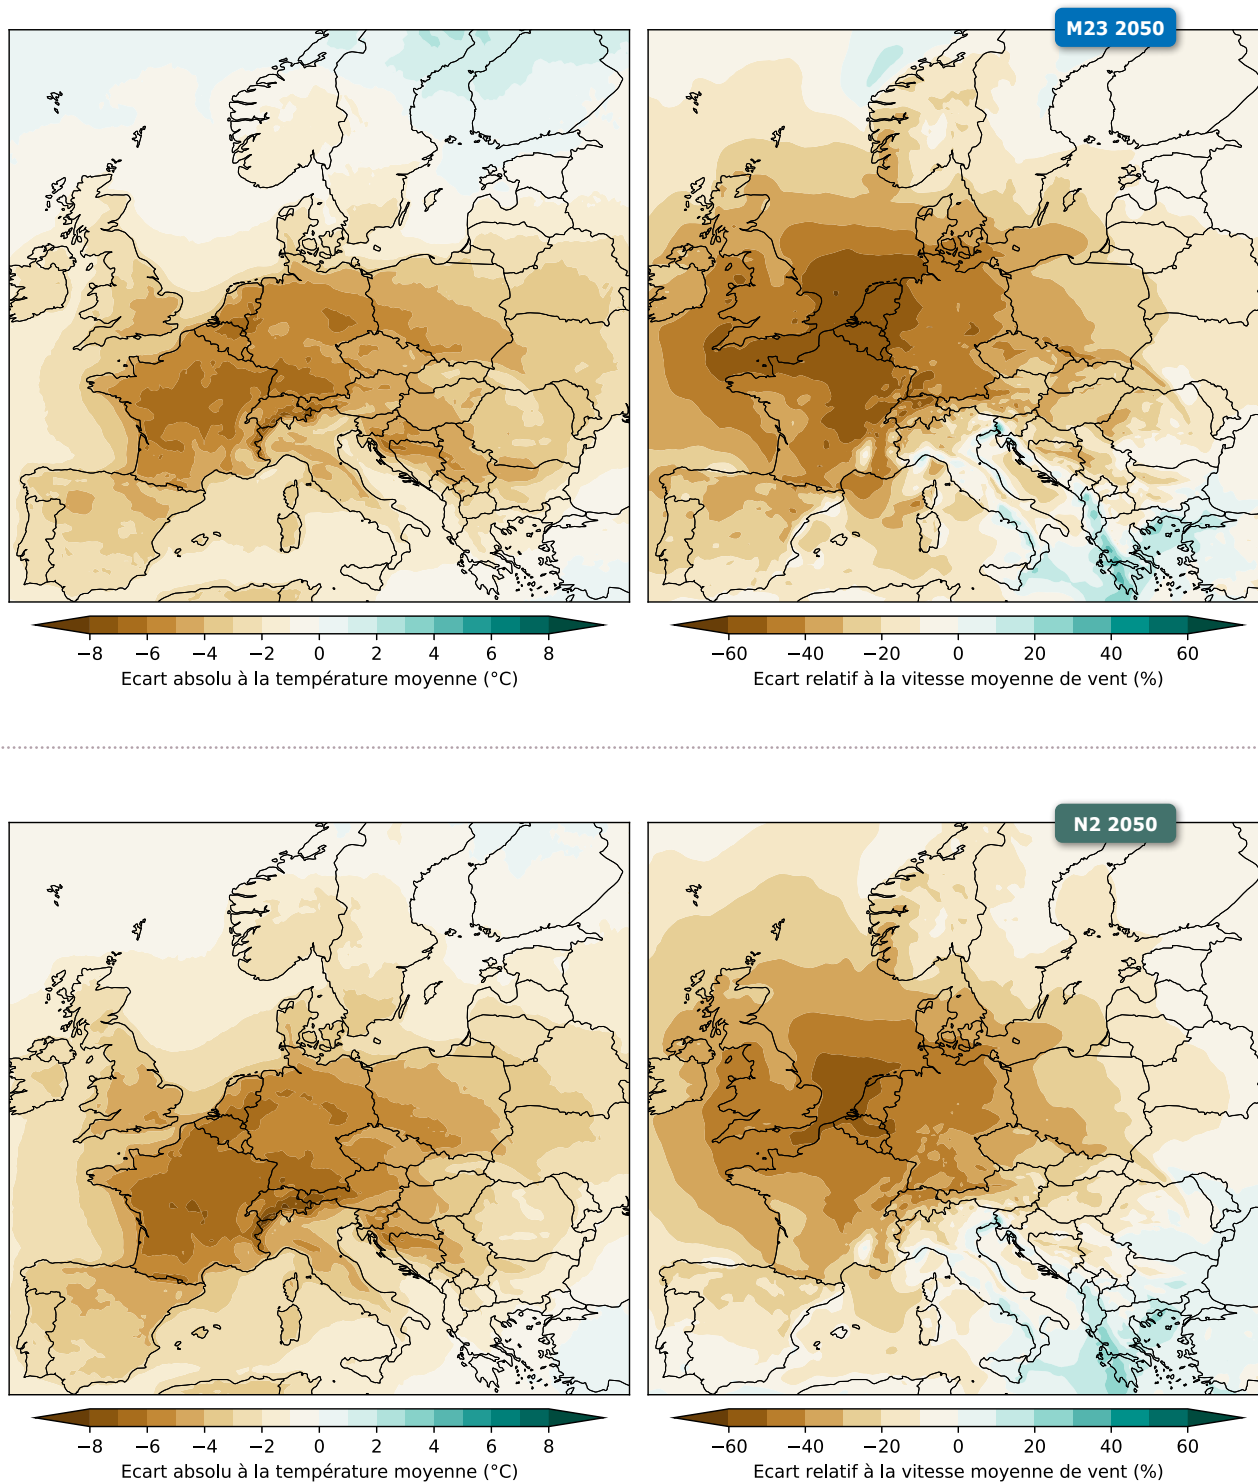 M23 2050
−8 −6 −4 −2 0 2 4 6 8
Ecart absolu à la température moyenne (°C)
−60 −40 −20 0 20 40 60
Ecart relatif à la vitesse moyenne de vent (%)
N2 2050
−8 −6 −4 −2 0 2 4 6 8
Ecart absolu à la température moyenne (°C)
−60 −40 −20 0 20 40 60
Ecart relatif à la vitesse moyenne de vent (%)